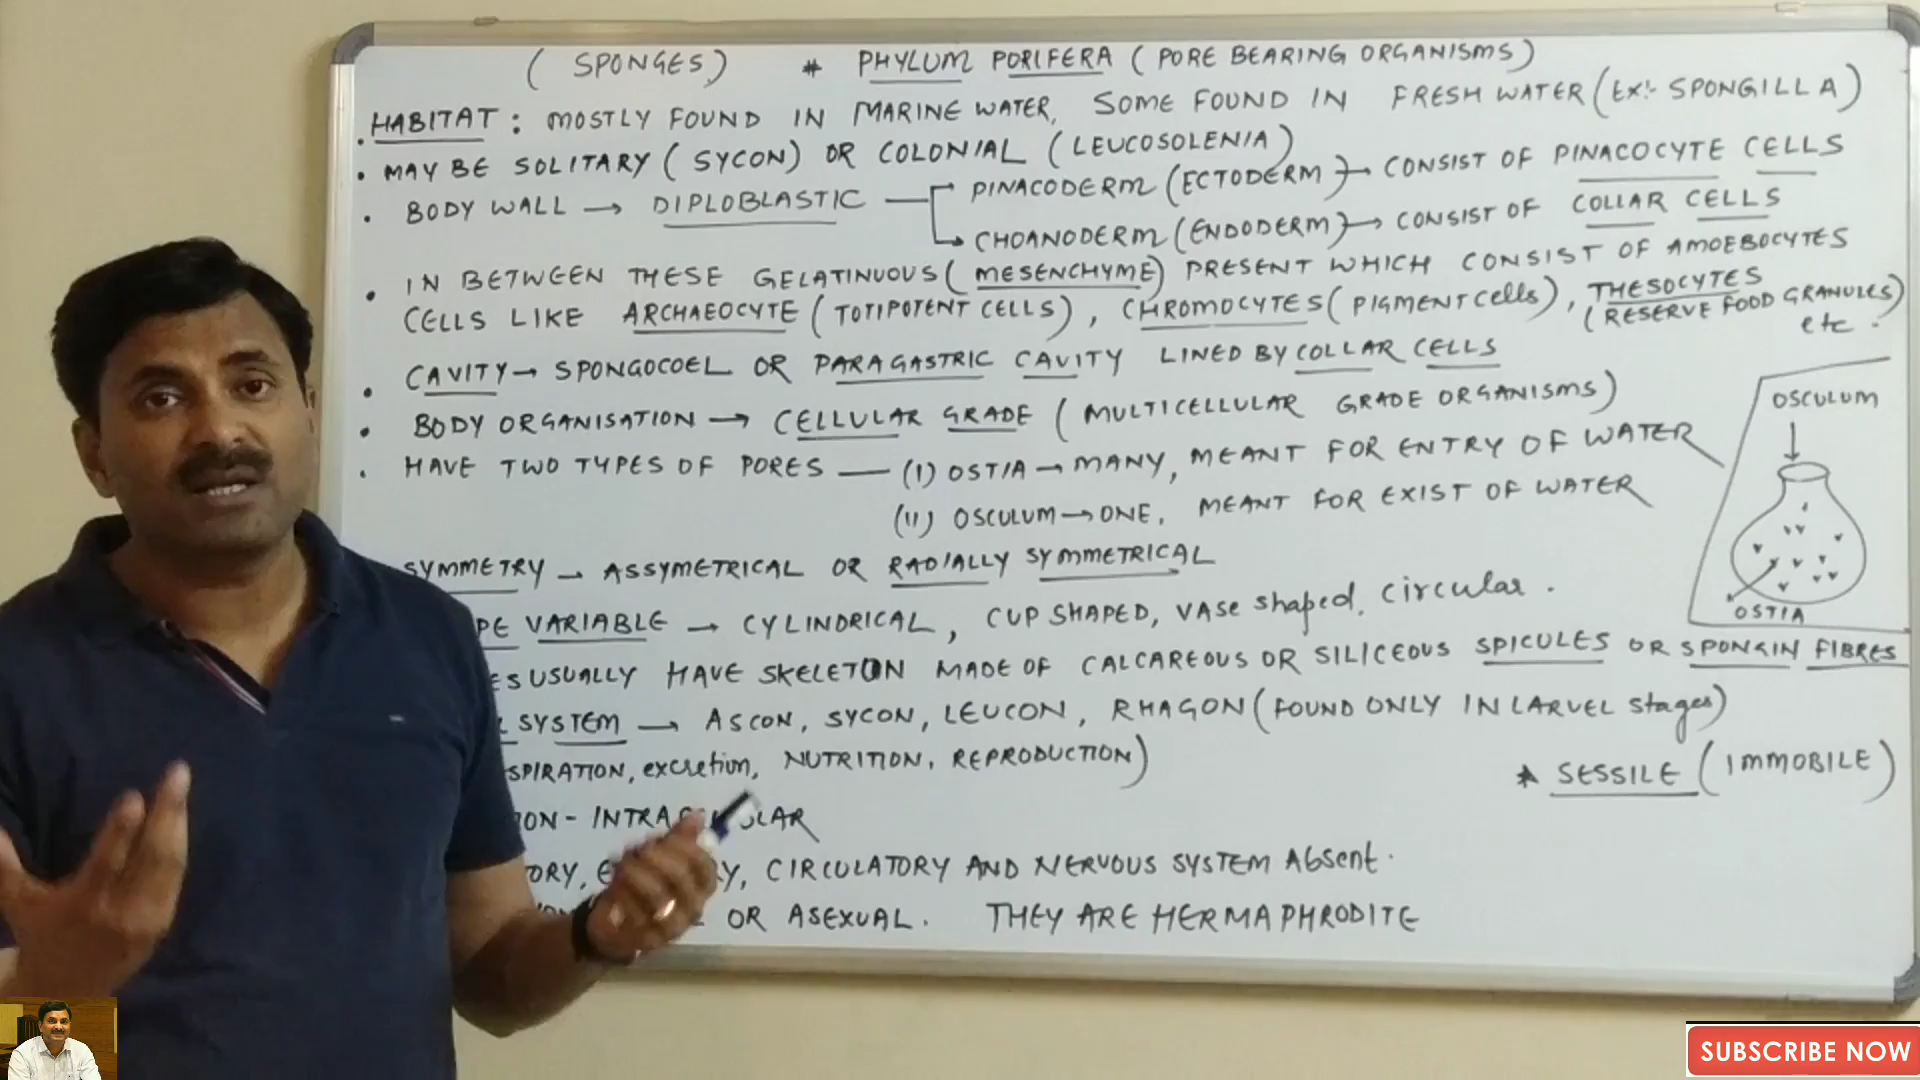 (SPONGES) * PHYLUM PORIFERA (PORE BEARING ORGANISMS)
• HABITAT : MOSTLY FOUND IN MARINE WATER, SOME FOUND IN FRESH WATER (EX:- SPONGILLA)
• MAY BE SOLITARY (SYCON) OR COLONIAL (LEUCOSOLENIA)
• BODY WALL → DIPLOBLASTIC → PINACODERM (ECTODERM) → CONSIST OF PINACOCYTE CELLS
→ CHOANODERM (ENDODERM) → CONSIST OF COLLAR CELLS
• IN BETWEEN THESE GELATINUOUS (MESENCHYME) PRESENT WHICH CONSIST OF AMOEBOCYTES
CELLS LIKE ARCHAEOCYTE (TOTIPOTENT CELLS), CHROMOCYTES (PIGMENT cells), THESOCYTES
(RESERVE FOOD GRANULES)
etc.
• CAVITY → SPONGOCOEL OR PARAGASTRIC CAVITY LINED BY COLLAR CELLS
• BODY ORGANISATION → CELLULAR GRADE (MULTICELLULAR GRADE ORGANISMS)
• HAVE TWO TYPES OF PORES — (I) OSTIA → MANY, MEANT FOR ENTRY OF WATER
(II) OSCULUM → ONE, MEANT FOR EXIST OF WATER
OSCULUM
OSTIA
SYMMETRY → ASSYMETRICAL OR RADIALLY SYMMETRICAL
PE VARIABLE → CYLINDRICAL, CUP SHAPED, VASE shaped, circular.
ES USUALLY HAVE SKELETON MADE OF CALCAREOUS OR SILICEOUS SPICULES OR SPONGIN FIBRES
L SYSTEM → ASCON, SYCON, LEUCON, RHAGON (FOUND ONLY IN LARVEL stages)
SPIRATION, excretion, NUTRITION, REPRODUCTION)
* SESSILE (IMMOBILE)
ION - INTRA LAR
ORY, E Y, CIRCULATORY AND NERVOUS SYSTEM Absent.
OR ASEXUAL. THEY ARE HERMAPHRODITE
SUBSCRIBE NOW